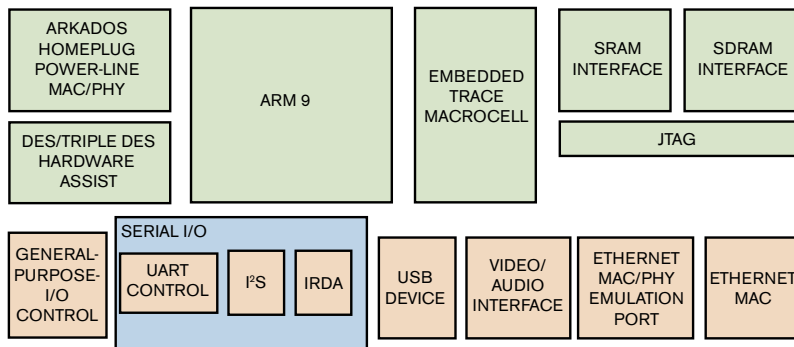 ARKADOS
HOMEPLUG
POWER-LINE
MAC/PHY
ARM 9
EMBEDDED
TRACE
MACROCELL
SRAM
INTERFACE
SDRAM
INTERFACE
DES/TRIPLE DES
HARDWARE
ASSIST
JTAG
GENERAL-
PURPOSE-
I/O
CONTROL
SERIAL I/O
UART
CONTROL
I²S
IRDA
USB
DEVICE
VIDEO/
AUDIO
INTERFACE
ETHERNET
MAC/PHY
EMULATION
PORT
ETHERNET
MAC